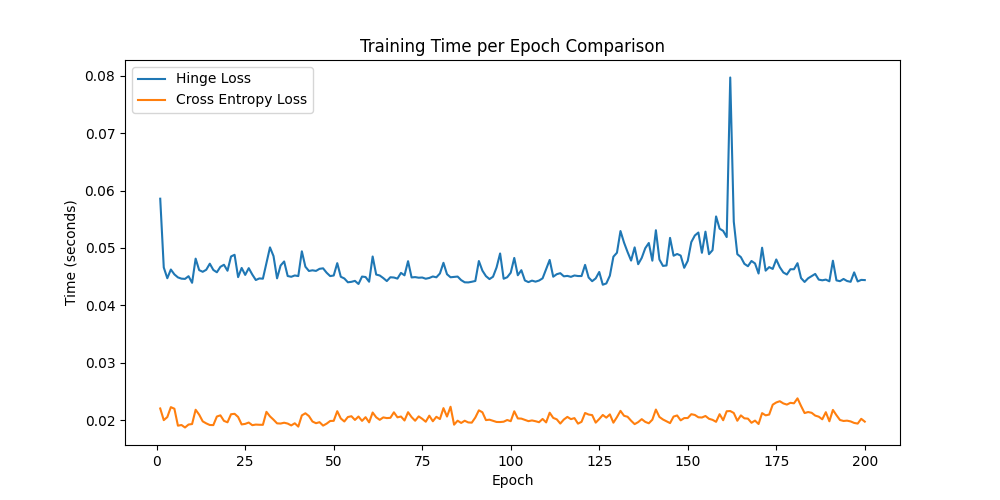 Training Time per Epoch Comparison
Hinge Loss
Cross Entropy Loss
Time (seconds)
0.08
0.07
0.06
0.05
0.04
0.03
0.02
0 25 50 75 100 125 150 175 200
Epoch